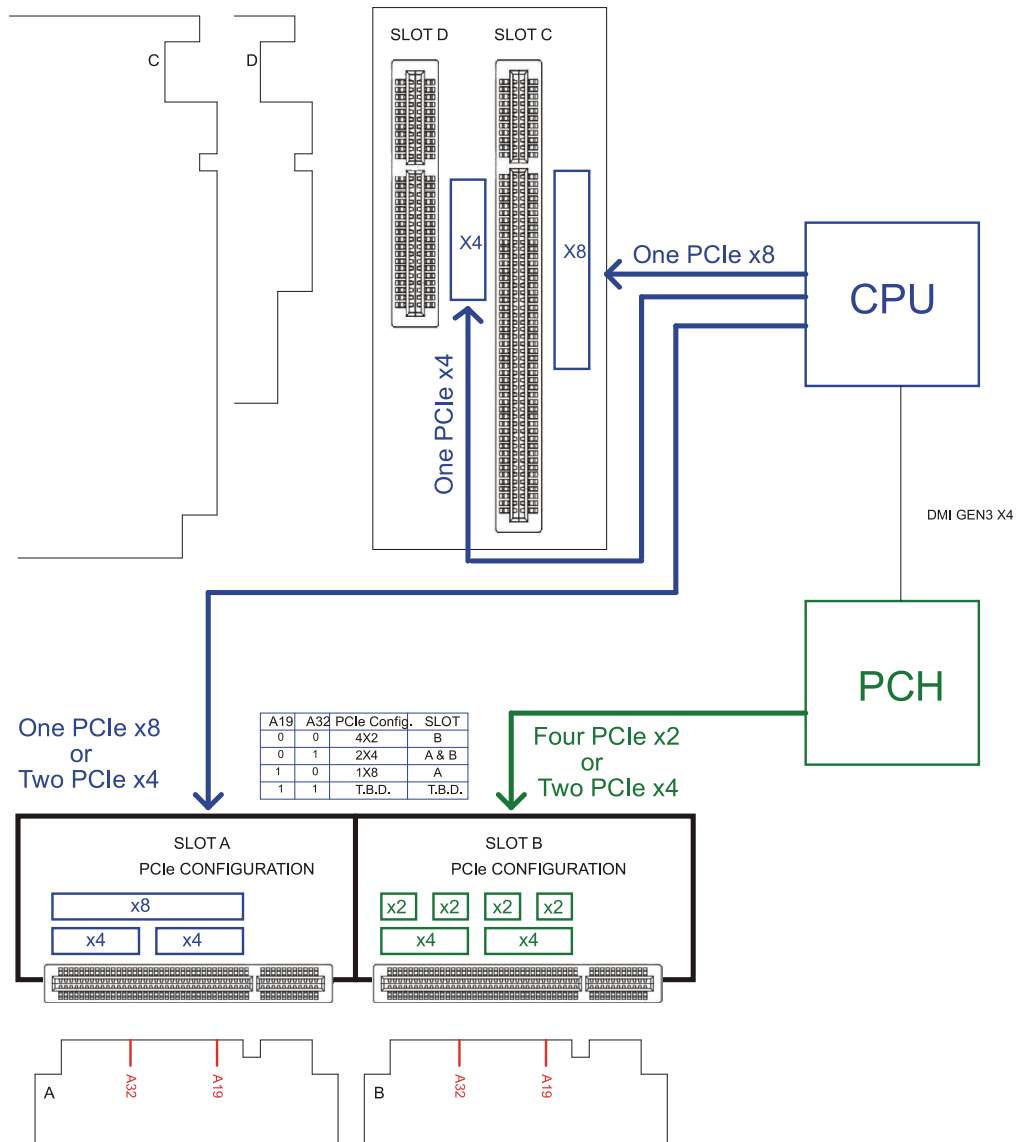 C
D
SLOT D
SLOT C
X4
X8
One PCIe x8
CPU
One PCIe x4
DMI GEN3 X4
PCH
One PCIe x8
or
Two PCIe x4
A19 A32 PCIe Config. SLOT
0 0 4X2 B
0 1 2X4 A & B
1 0 1X8 A
1 1 T.B.D. T.B.D.
Four PCIe x2
or
Two PCIe x4
SLOT A
PCIe CONFIGURATION
x8
x4 x4
SLOT B
PCIe CONFIGURATION
x2 x2 x2 x2
x4 x4
A
A32
A19
B
A32
A19